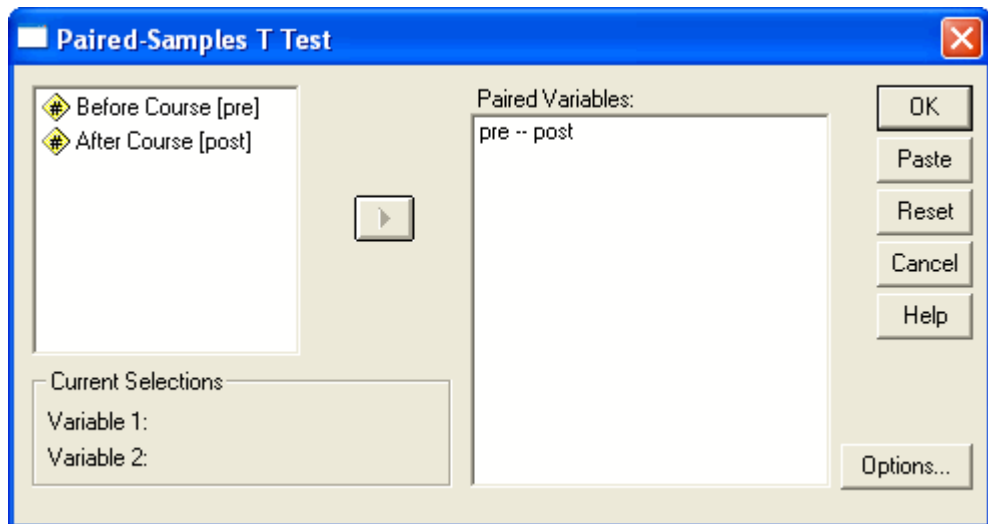 Paired-Samples T Test
# Before Course [pre]
# After Course [post]
Paired Variables:
pre -- post
OK
Paste
Reset
Cancel
Help
Current Selections
Variable 1:
Variable 2:
Options...